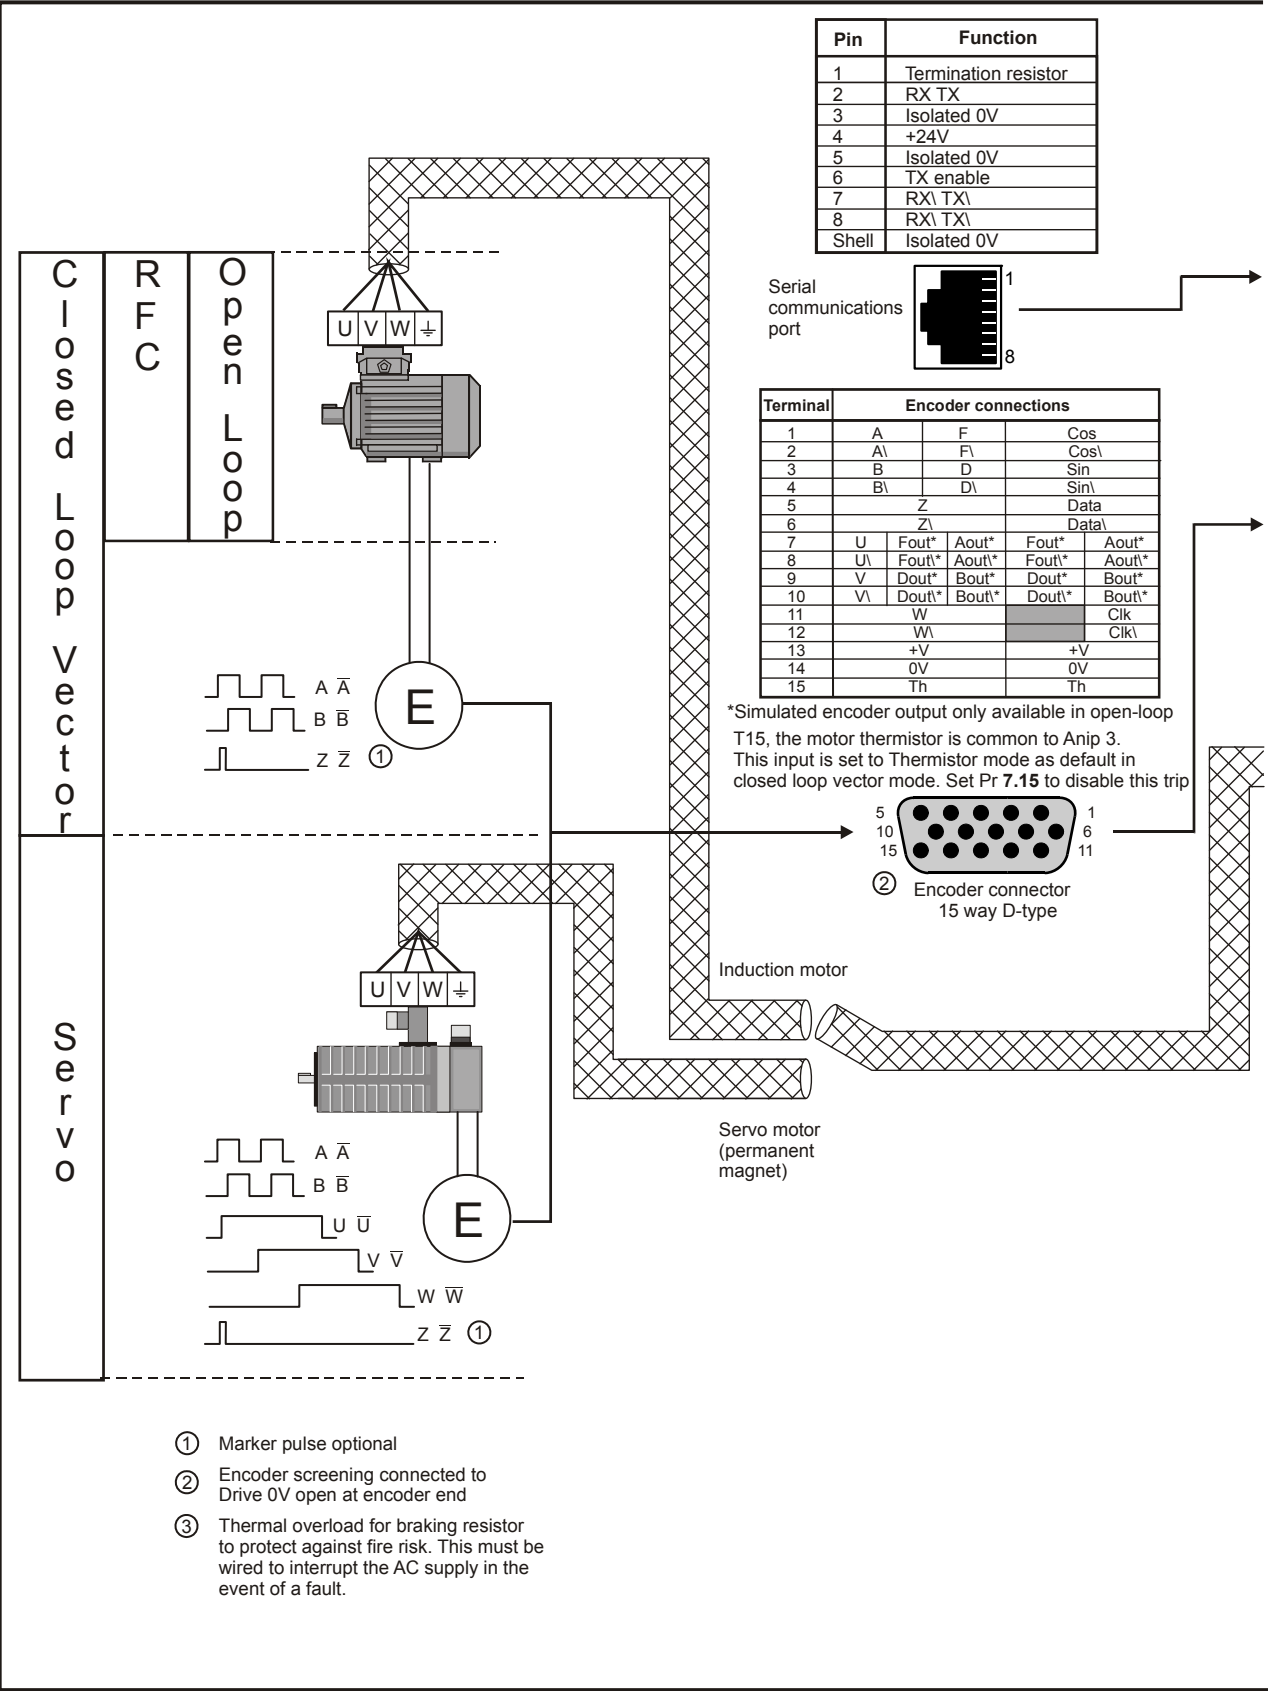 Pin Function
1 Termination resistor
2 RX TX
3 Isolated 0V
4 +24V
5 Isolated 0V
6 TX enable
7 RX\ TX\
8 RX\ TX\
Shell Isolated 0V
Closed Loop Vector
RFC
Open Loop
U V W
Serial
communications
port
1
8
Terminal Encoder connections
1 A F Cos
2 A\ F\ Cos\
3 B D Sin
4 B\ D\ Sin\
5 Z Data
6 Z\ Data\
7 U Fout* Aout* Fout* Aout*
8 U\ Fout\* Aout\* Fout\* Aout\*
9 V Dout* Bout* Dout* Bout*
10 V\ Dout\* Bout\* Dout\* Bout\*
11 W Clk
12 W\ Clk\
13 +V +V
14 0V 0V
15 Th Th
*Simulated encoder output only available in open-loop
T15, the motor thermistor is common to Anip 3.
This input is set to Thermistor mode as default in
closed loop vector mode. Set Pr 7.15 to disable this trip
A A̅
B B̅
Z Z̅ ①
E
5 1
10 6
15 11
② Encoder connector
15 way D-type
Induction motor
Servo
U V W
Servo motor
(permanent
magnet)
A A̅
B B̅
U U̅
V V̅
W W̅
Z Z̅ ①
E
① Marker pulse optional
② Encoder screening connected to
Drive 0V open at encoder end
③ Thermal overload for braking resistor
to protect against fire risk. This must be
wired to interrupt the AC supply in the
event of a fault.